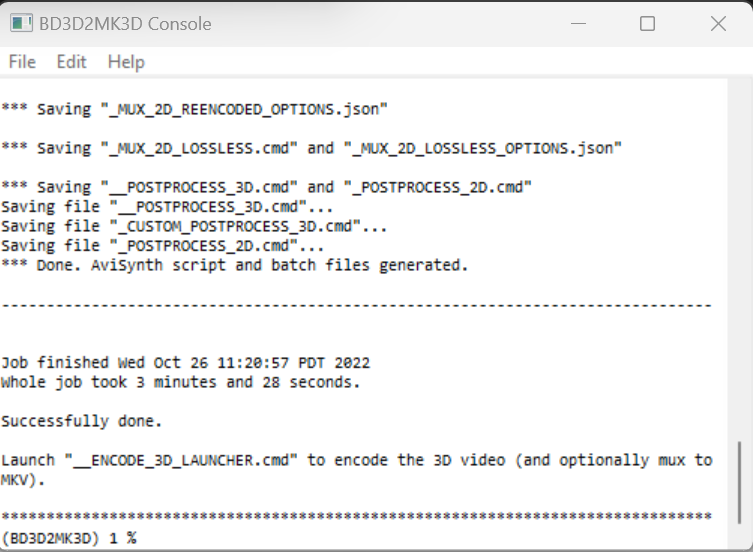 BD3D2MK3D Console
File Edit Help
*** Saving "_MUX_2D_REENCODED_OPTIONS.json"
*** Saving "_MUX_2D_LOSSLESS.cmd" and "_MUX_2D_LOSSLESS_OPTIONS.json"
*** Saving "__POSTPROCESS_3D.cmd" and "_POSTPROCESS_2D.cmd"
Saving file "__POSTPROCESS_3D.cmd"...
Saving file "_CUSTOM_POSTPROCESS_3D.cmd"...
Saving file "_POSTPROCESS_2D.cmd"...
*** Done. AviSynth script and batch files generated.
-------------------------------------------------------------------------------
Job finished Wed Oct 26 11:20:57 PDT 2022
Whole job took 3 minutes and 28 seconds.
Successfully done.
Launch "__ENCODE_3D_LAUNCHER.cmd" to encode the 3D video (and optionally mux to
MKV).
*******************************************************************************
(BD3D2MK3D) 1 %